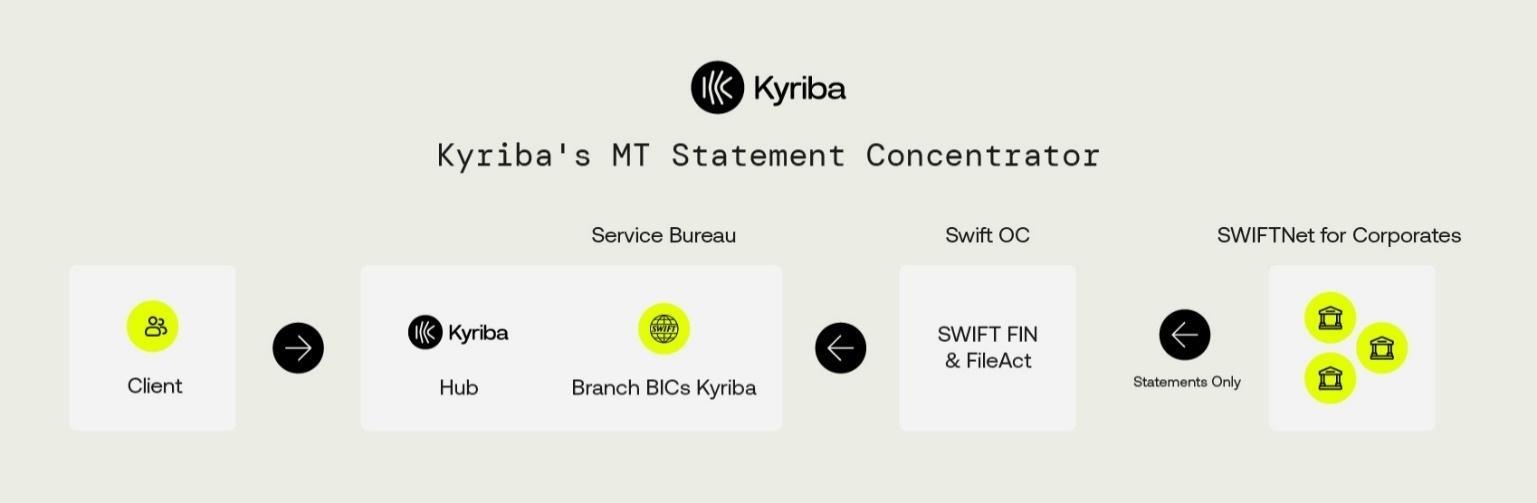 Kyriba
Kyriba's MT Statement Concentrator
Service Bureau
Swift OC
SWIFTNet for Corporates
Client
Kyriba
Hub
SWIFT
Branch BICs Kyriba
SWIFT FIN
& FileAct
Statements Only